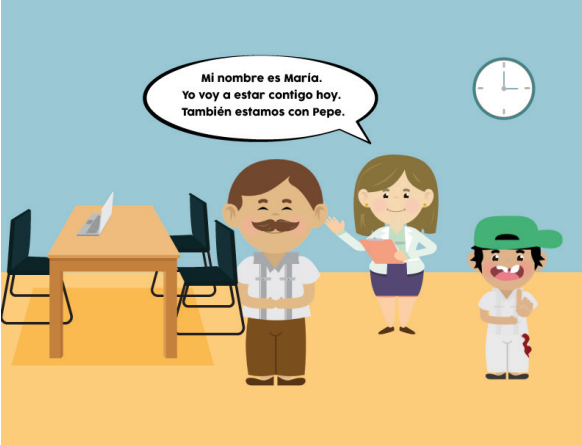 Mi nombre es María.
Yo voy a estar contigo hoy.
También estamos con Pepe.